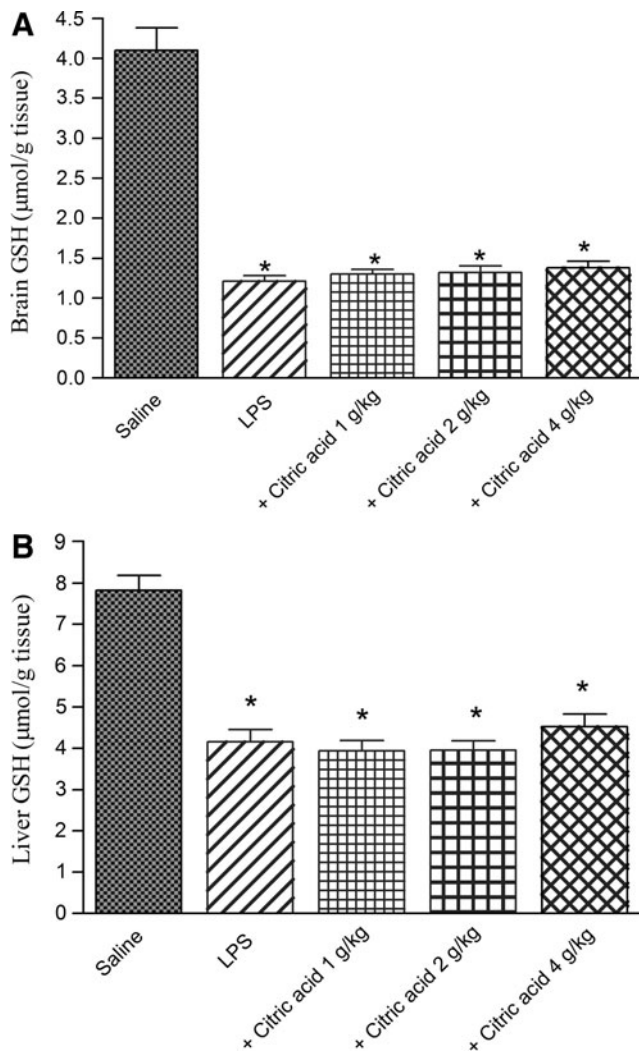 A
Brain GSH (μmol/g tissue)
4.5
4.0
3.5
3.0
2.5
2.0
1.5
1.0
0.5
0.0
* * * *
Saline
LPS
+ Citric acid 1 g/kg
+ Citric acid 2 g/kg
+ Citric acid 4 g/kg
B
Liver GSH (μmol/g tissue)
9
8
7
6
5
4
3
2
1
0
* * * *
Saline
LPS
+ Citric acid 1 g/kg
+ Citric acid 2 g/kg
+ Citric acid 4 g/kg